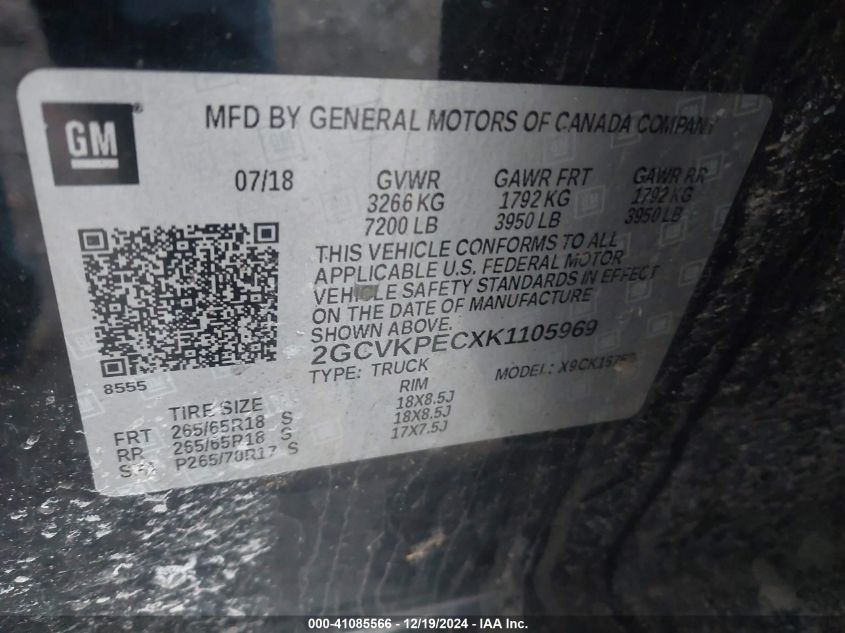 GM ®
MFD BY GENERAL MOTORS OF CANADA COMPANY
07/18 GVWR GAWR FRT GAWR RR
3266 KG 1792 KG 1792 KG
7200 LB 3950 LB 3950 LB
THIS VEHICLE CONFORMS TO ALL
APPLICABLE U.S. FEDERAL MOTOR
VEHICLE SAFETY STANDARDS IN EFFECT
ON THE DATE OF MANUFACTURE
SHOWN ABOVE.
2GCVKPECXK1105969
8555 TYPE: TRUCK MODEL:
TIRE SIZE RIM
FRT 265/65R18 S 18X8.5J
RR 265/65R18 S 18X8.5J
SPA P265/70R17 S 17X7.5J
000-41085566 - 12/19/2024 - IAA Inc.